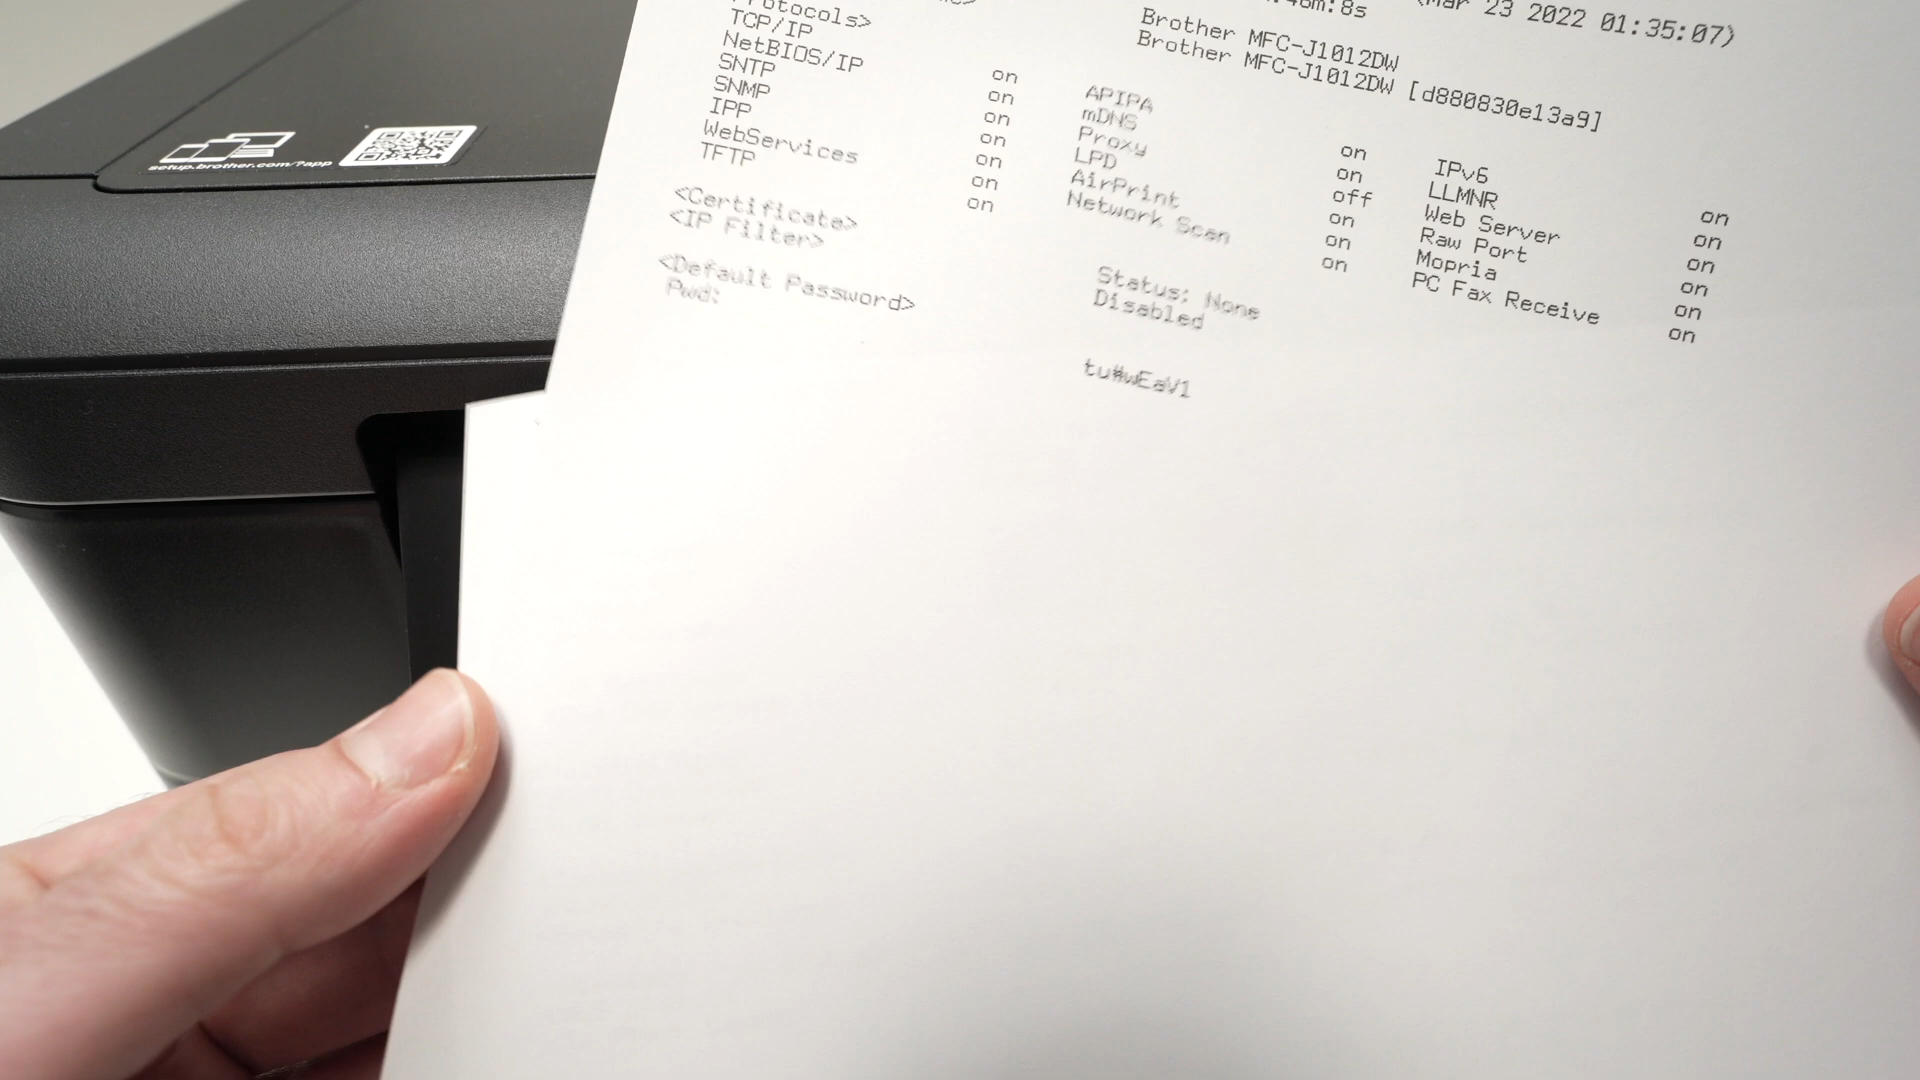 setup.brother.com/?app
:8s (Mar 23 2022 01:35:07)
Brother MFC-J1012DW
Brother MFC-J1012DW [d880830e13a9]
Protocols>
TCP/IP on APIPA on IPv6 on
NetBIOS/IP on mDNS on LLMNR on
SNTP on Proxy off Web Server on
SNMP on LPD on Raw Port on
IPP on AirPrint on Mopria on
WebServices on Network Scan on PC Fax Receive on
TFTP on
<Certificate> Status: None
<IP Filter> Disabled
<Default Password>
Pwd: tu#wEaV1